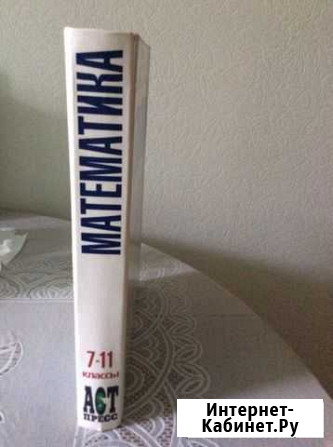 МАТЕМАТИКА
7-11
классы
АСТ
ПРЕСС
Интернет-
Кабинет.Ру